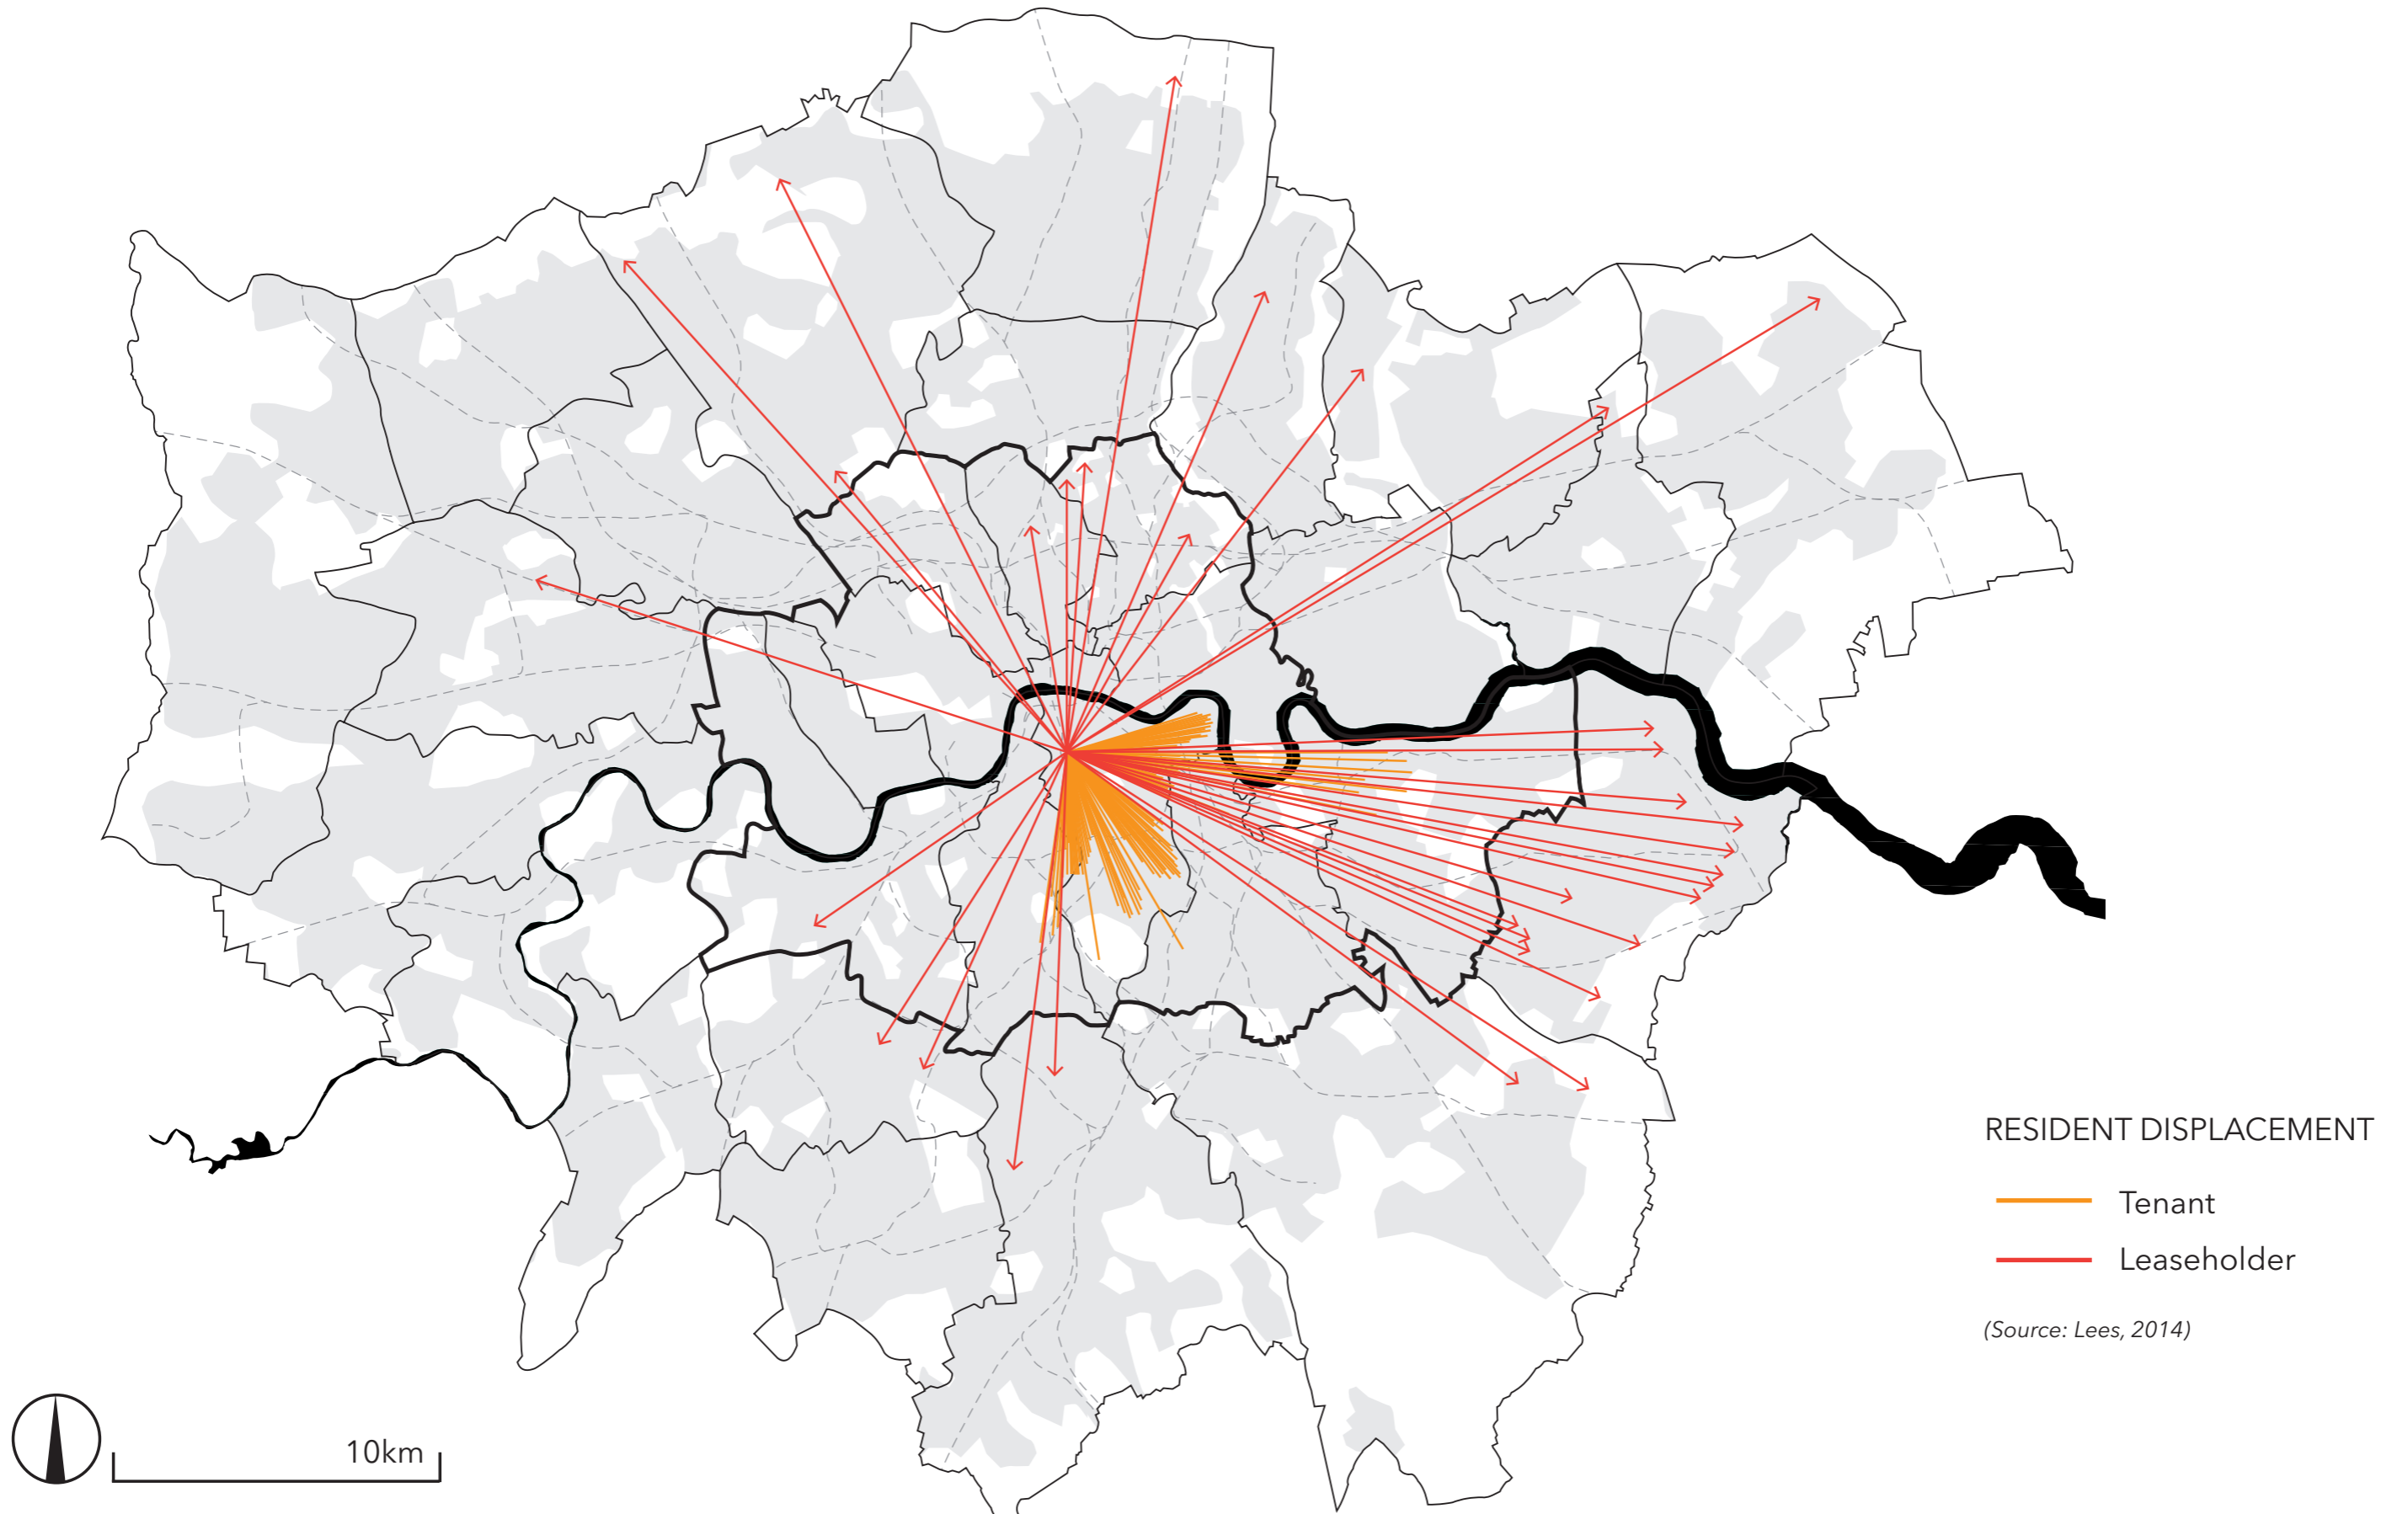 RESIDENT DISPLACEMENT
Tenant
Leaseholder
(Source: Lees, 2014)
10km